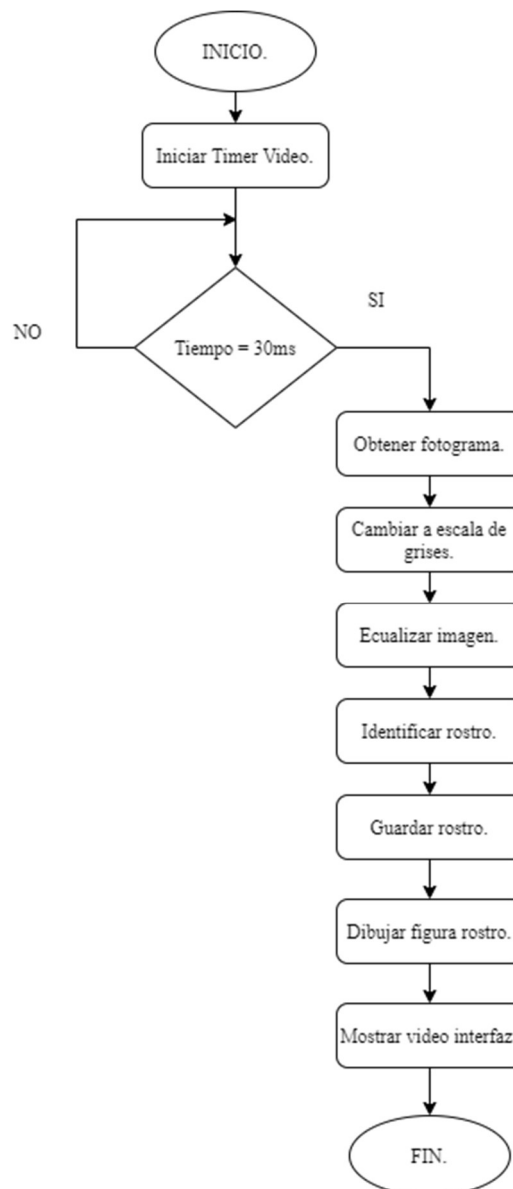 INICIO.
Iniciar Timer Video.
SI
NO
Tiempo = 30ms
Obtener fotograma.
Cambiar a escala de
grises.
Ecualizar imagen.
Identificar rostro.
Guardar rostro.
Dibujar figura rostro.
Mostrar video interfaz
FIN.